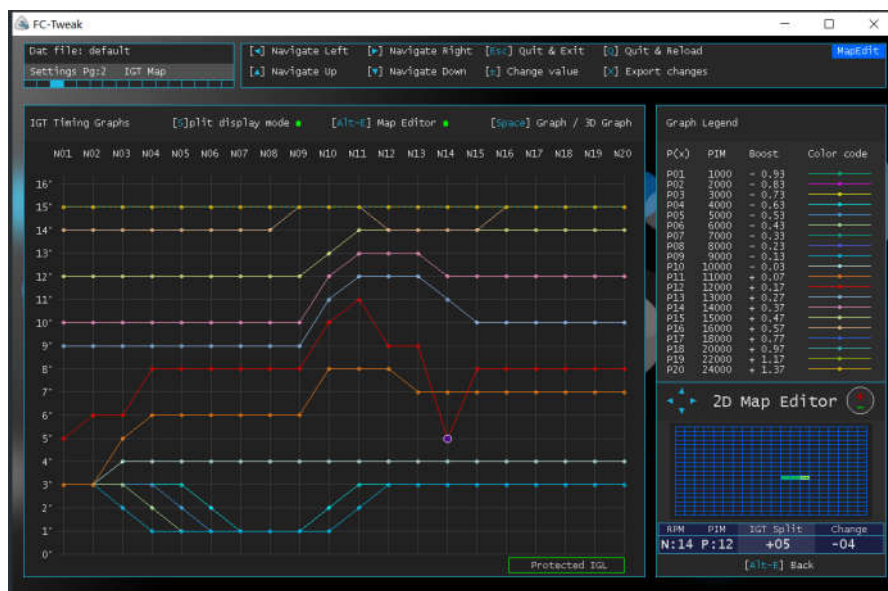 FC-Tweak
Dat file: default
Settings Pg:2 IGT Map
[◄] Navigate Left [►] Navigate Right [Esc] Quit & Exit [Q] Quit & Reload MapEdit
[▲] Navigate Up [▼] Navigate Down [±] Change value [X] Export changes
IGT Timing Graphs [S]plit display mode [Alt-E] Map Editor [Space] Graph / 3D Graph
N01 N02 N03 N04 N05 N06 N07 N08 N09 N10 N11 N12 N13 N14 N15 N16 N17 N18 N19 N20
16°
15°
14°
13°
12°
11°
10°
9°
8°
7°
6°
5°
4°
3°
2°
1°
0°
Protected IGL
Graph Legend
P(x) PIM Boost Color code
P01 1000 - 0.93
P02 2000 - 0.83
P03 3000 - 0.73
P04 4000 - 0.63
P05 5000 - 0.53
P06 6000 - 0.43
P07 7000 - 0.33
P08 8000 - 0.23
P09 9000 - 0.13
P10 10000 - 0.03
P11 11000 + 0.07
P12 12000 + 0.17
P13 13000 + 0.27
P14 14000 + 0.37
P15 15000 + 0.47
P16 16000 + 0.57
P17 18000 + 0.77
P18 20000 + 0.97
P19 22000 + 1.17
P20 24000 + 1.37
2D Map Editor
RPM PIM IGT Split Change
N:14 P:12 +05 -04
[Alt-E] Back